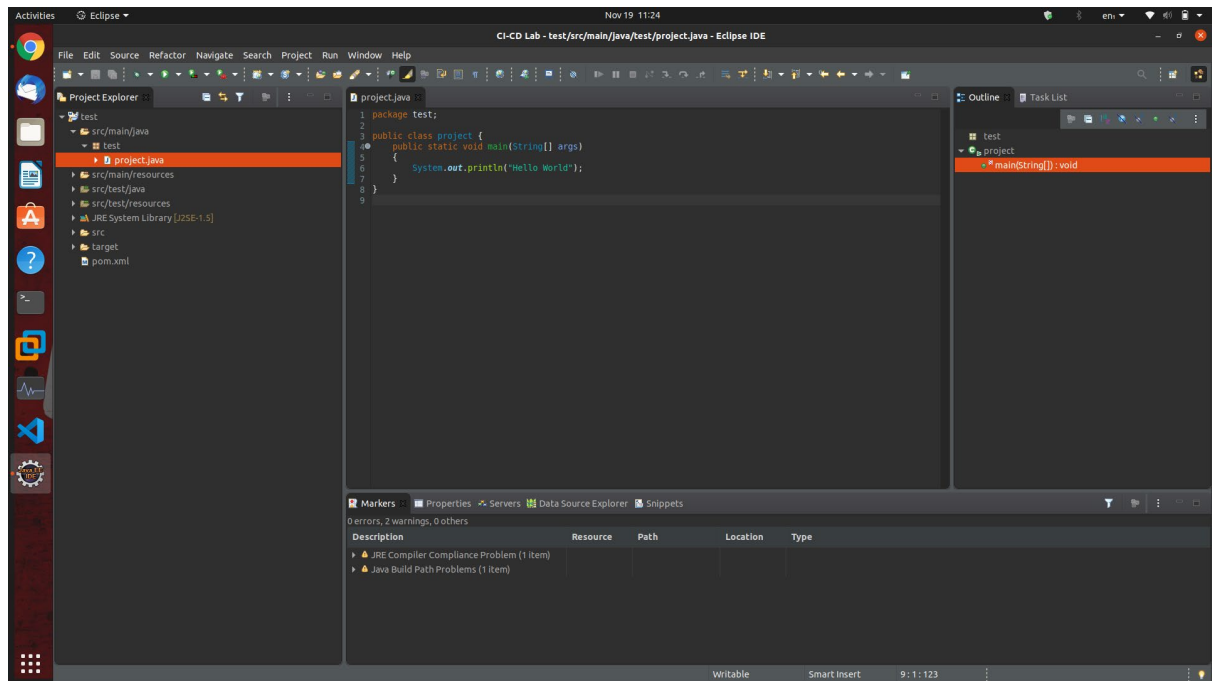 Activities Eclipse Nov 19 11:24 en₁
CI-CD Lab - test/src/main/java/test/project.java - Eclipse IDE
File Edit Source Refactor Navigate Search Project Run Window Help
Project Explorer
test
src/main/java
test
project.java
src/main/resources
src/test/java
src/test/resources
JRE System Library [J2SE-1.5]
src
target
pom.xml
project.java
1 package test;
2
3 public class project {
4 public static void main(String[] args)
5 {
6 System.out.println("Hello World");
7 }
8 }
9
Outline Task List
test
project
main(String[]) : void
Markers Properties Servers Data Source Explorer Snippets
0 errors, 2 warnings, 0 others
Description Resource Path Location Type
JRE Compiler Compliance Problem (1 item)
Java Build Path Problems (1 item)
Writable Smart Insert 9 : 1 : 123